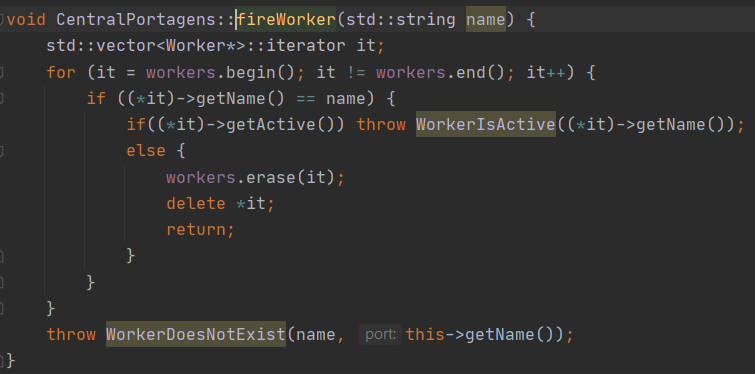 void CentralPortagens::fireWorker(std::string name) {
    std::vector<Worker*>::iterator it;
    for (it = workers.begin(); it != workers.end(); it++) {
        if ((*it)->getName() == name) {
            if((*it)->getActive()) throw WorkerIsActive((*it)->getName());
            else {
                workers.erase(it);
                delete *it;
                return;
            }
        }
    }
    throw WorkerDoesNotExist(name, port: this->getName());
}